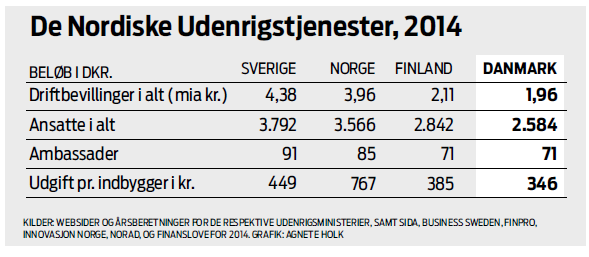 De Nordiske Udenrigstjenester, 2014
BELØB I DKR. SVERIGE NORGE FINLAND DANMARK
Driftbevillinger i alt (mia kr.) 4,38 3,96 2,11 1,96
Ansatte i alt 3.792 3.566 2.842 2.584
Ambassader 91 85 71 71
Udgift pr. indbygger i kr. 449 767 385 346
KILDER: WEBSIDER OG ÅRSBERETNINGER FOR DE RESPEKTIVE UDENRIGSMINISTERIER, SAMT SIDA, BUSINESS SWEDEN, FINPRO,
INNOVASJON NORGE, NORAD, OG FINANSLOVE FOR 2014. GRAFIK: AGNETE HOLK